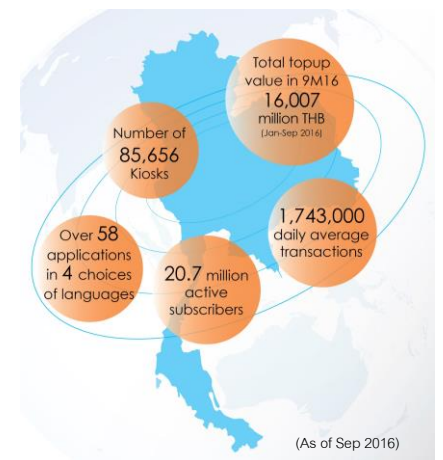 Total topup
value in 9M16
16,007
million THB
(Jan-Sep 2016)
Number of
85,656
Kiosks
1,743,000
daily average
transactions
Over 58
applications
in 4 choices
of languages
20.7 million
active
subscribers
(As of Sep 2016)